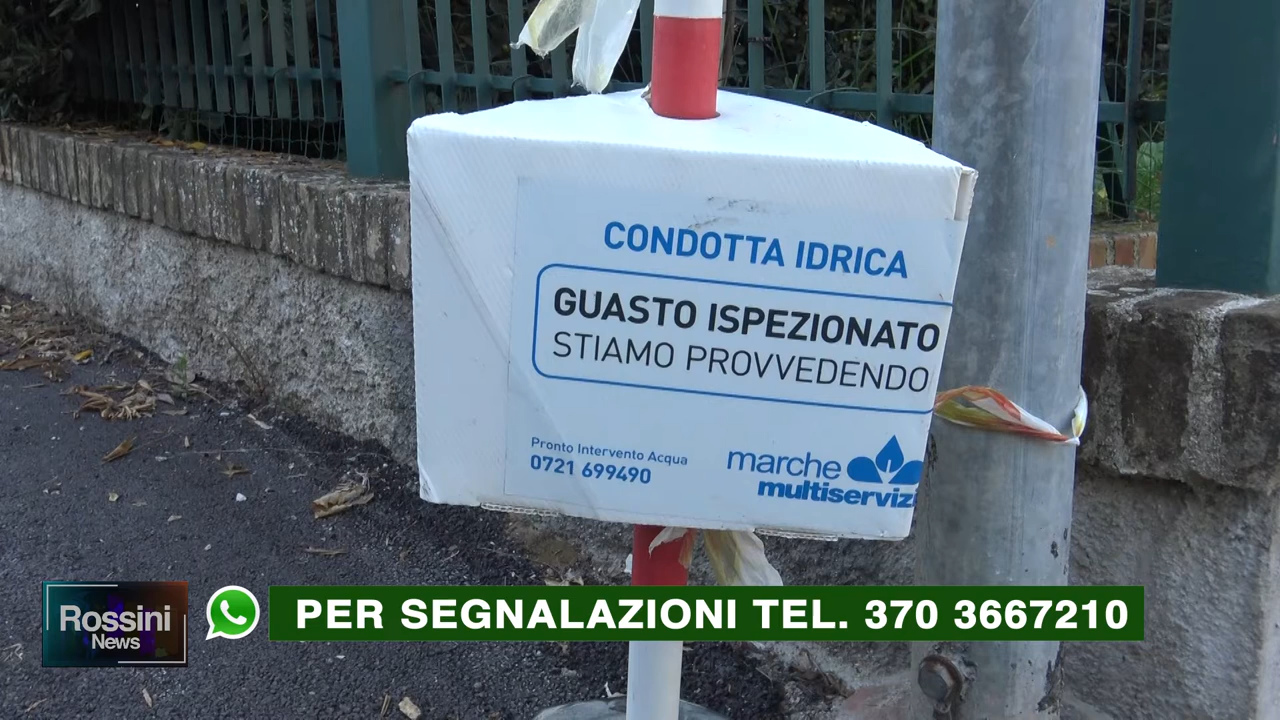 CONDOTTA IDRICA
GUASTO ISPEZIONATO
STIAMO PROVVEDENDO
Pronto Intervento Acqua
0721 699490
marche
multiservizi
Rossini
News
PER SEGNALAZIONI TEL. 370 3667210